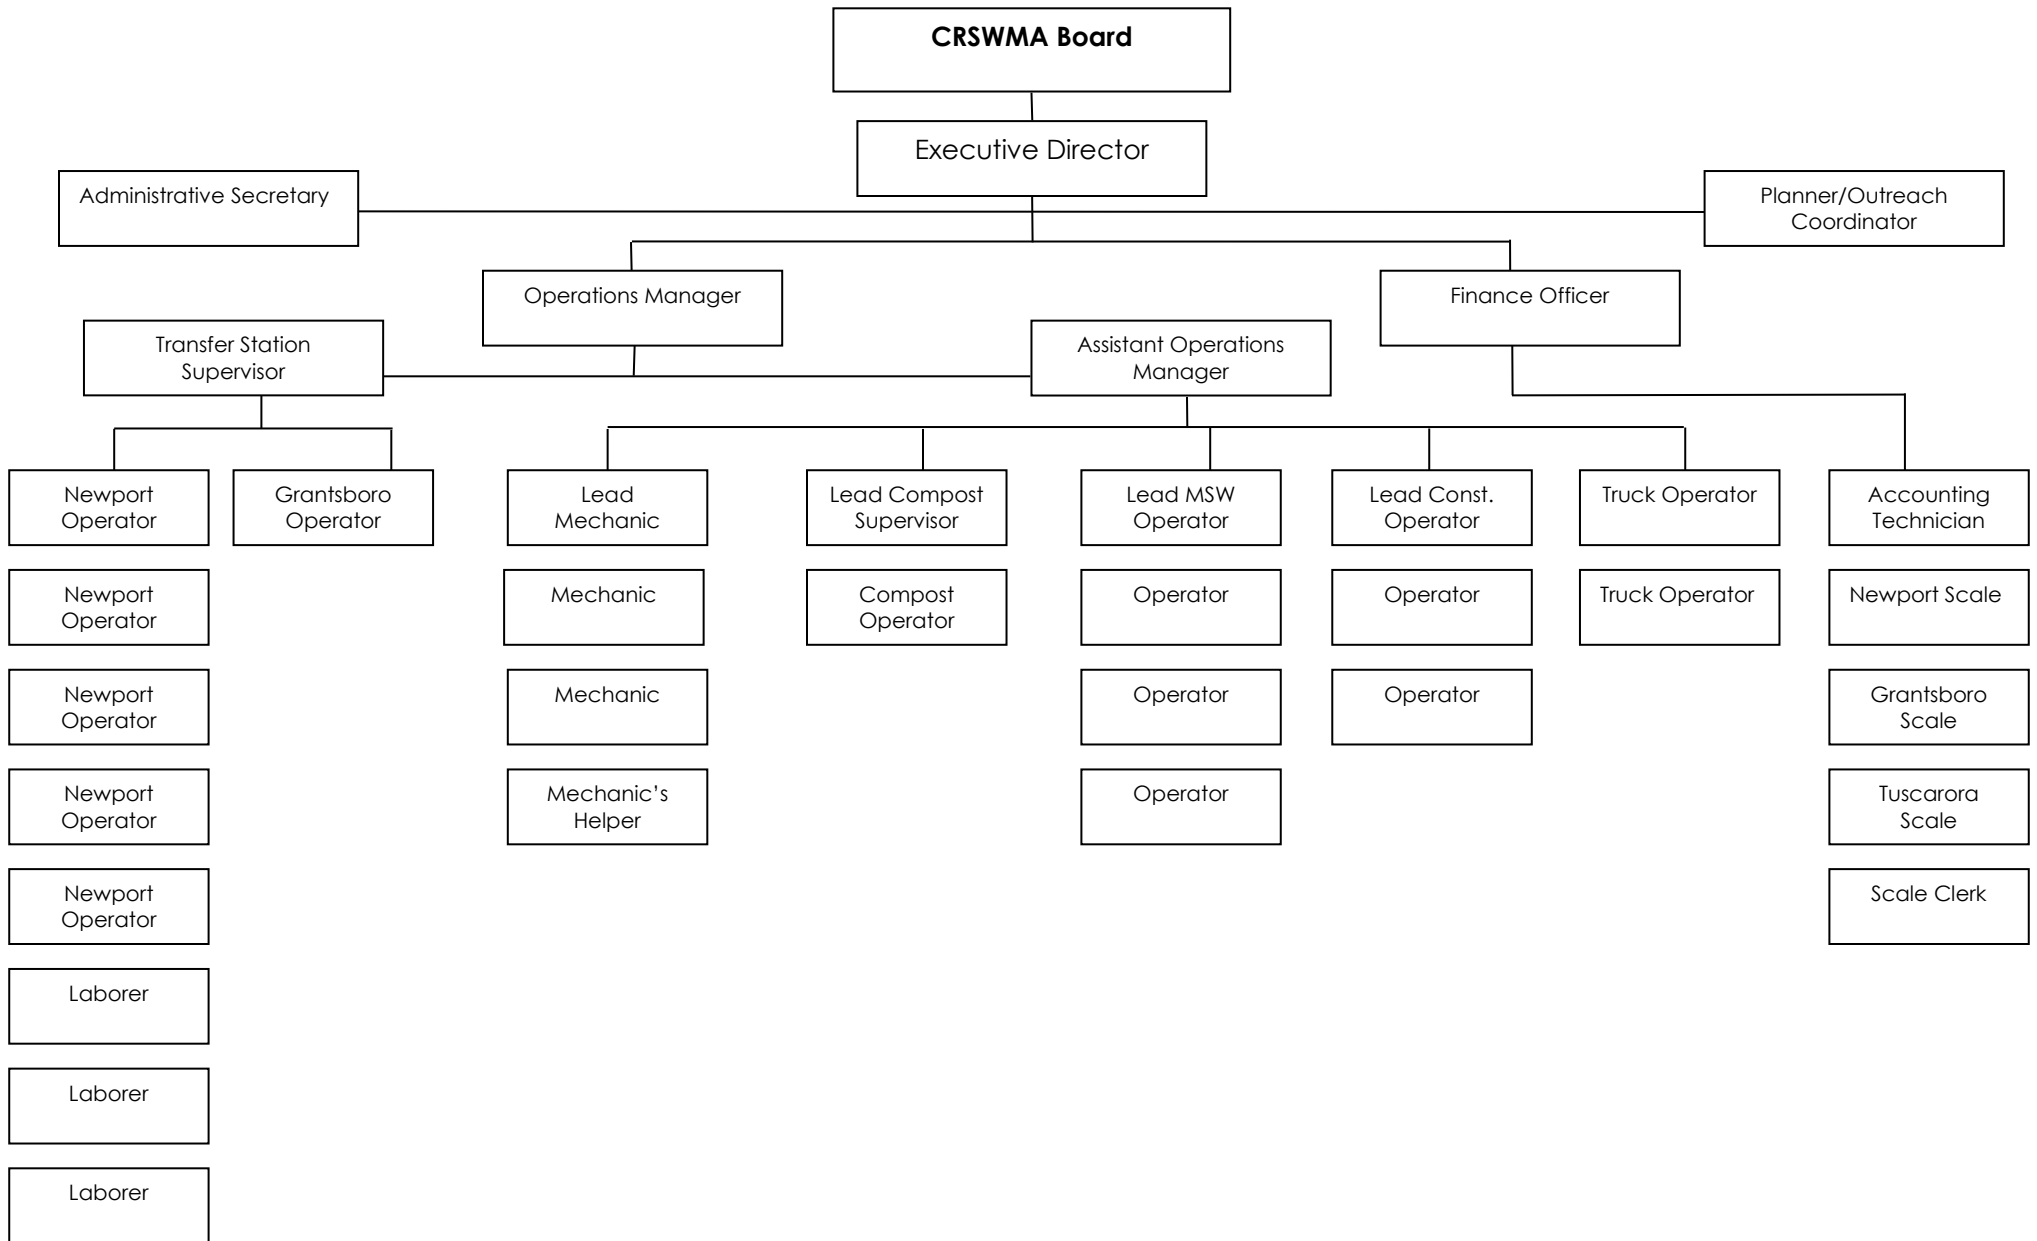 CRSWMA Board
Executive Director
Administrative Secretary
Planner/Outreach
Coordinator
Operations Manager
Finance Officer
Transfer Station
Supervisor
Assistant Operations
Manager
Newport
Operator
Grantsboro
Operator
Lead
Mechanic
Lead Compost
Supervisor
Lead MSW
Operator
Lead Const.
Operator
Truck Operator
Accounting
Technician
Newport
Operator
Mechanic
Compost
Operator
Operator
Operator
Truck Operator
Newport Scale
Newport
Operator
Mechanic
Operator
Operator
Grantsboro
Scale
Newport
Operator
Mechanic’s
Helper
Operator
Tuscarora
Scale
Newport
Operator
Scale Clerk
Laborer
Laborer
Laborer